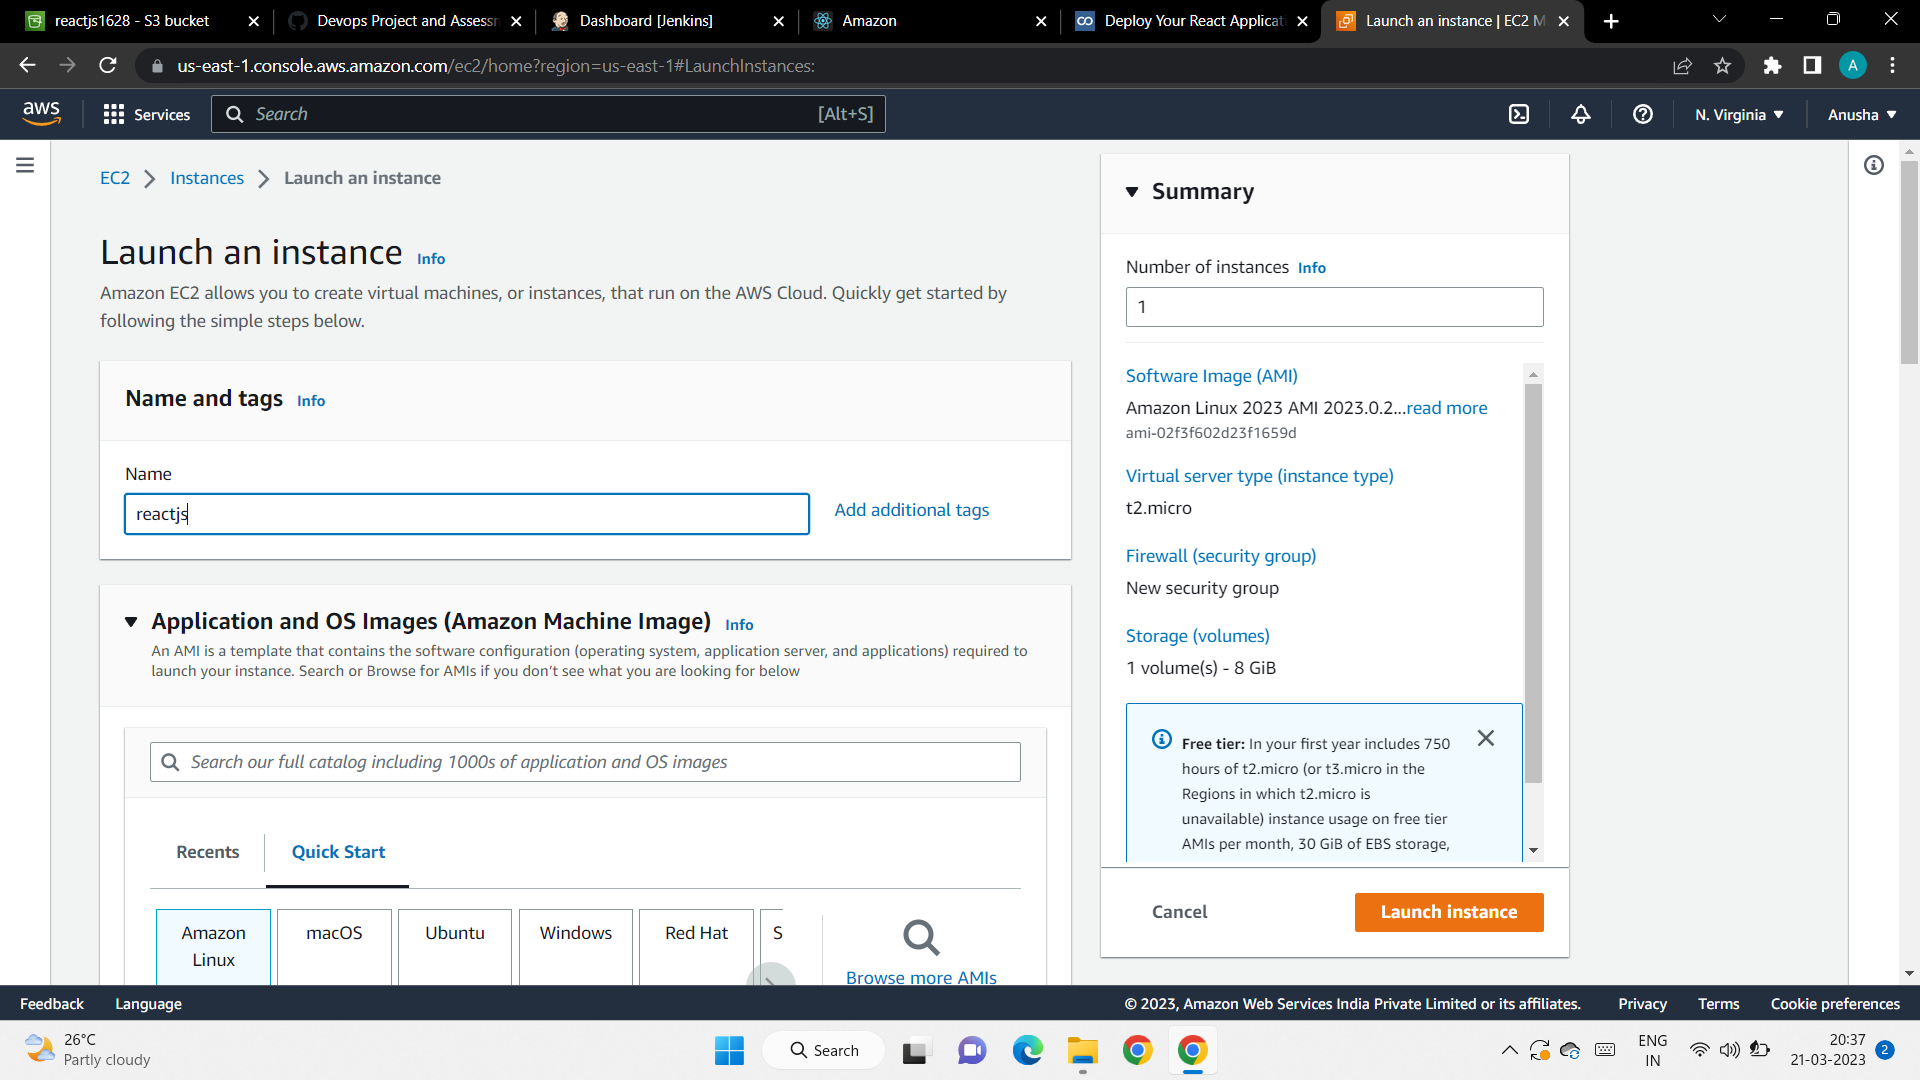 reactjs1628 - S3 bucket
Devops Project and Assessn
Dashboard [Jenkins]
Amazon
Deploy Your React Applicati
Launch an instance | EC2 M
us-east-1.console.aws.amazon.com/ec2/home?region=us-east-1#LaunchInstances:
A
aws
Services
Search
[Alt+S]
N. Virginia
Anusha
EC2
Instances
Launch an instance
Launch an instance Info
Amazon EC2 allows you to create virtual machines, or instances, that run on the AWS Cloud. Quickly get started by
following the simple steps below.
Name and tags Info
Name
reactjs
Add additional tags
Application and OS Images (Amazon Machine Image) Info
An AMI is a template that contains the software configuration (operating system, application server, and applications) required to
launch your instance. Search or Browse for AMIs if you don't see what you are looking for below
Search our full catalog including 1000s of application and OS images
Recents
Quick Start
Amazon
Linux
macOS
Ubuntu
Windows
Red Hat
S
Browse more AMIs
Summary
Number of instances Info
1
Software Image (AMI)
Amazon Linux 2023 AMI 2023.0.2...read more
ami-02f3f602d23f1659d
Virtual server type (instance type)
t2.micro
Firewall (security group)
New security group
Storage (volumes)
1 volume(s) - 8 GiB
Free tier: In your first year includes 750
hours of t2.micro (or t3.micro in the
Regions in which t2.micro is
unavailable) instance usage on free tier
AMIs per month, 30 GiB of EBS storage,
Cancel
Launch instance
Feedback
Language
© 2023, Amazon Web Services India Private Limited or its affiliates.
Privacy
Terms
Cookie preferences
26°C
Partly cloudy
Search
ENG
IN
20:37
21-03-2023
2